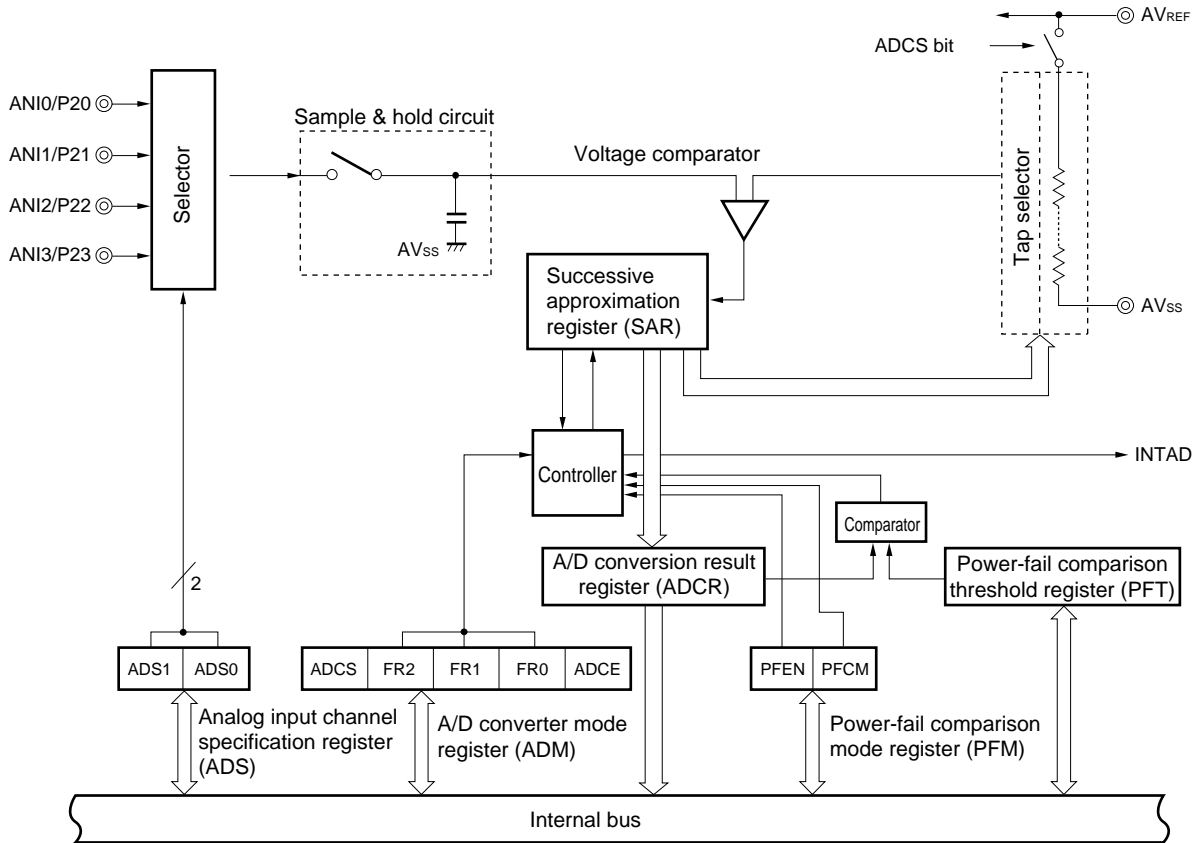 AVREF
ADCS bit
ANI0/P20
ANI1/P21
ANI2/P22
ANI3/P23
Selector
Sample & hold circuit
AVSS
Voltage comparator
Tap selector
AVSS
Successive
approximation
register (SAR)
Controller
INTAD
Comparator
A/D conversion result
register (ADCR)
Power-fail comparison
threshold register (PFT)
2
ADS1 ADS0
ADCS FR2 FR1 FR0 ADCE
PFEN PFCM
Analog input channel
specification register
(ADS)
A/D converter mode
register (ADM)
Power-fail comparison
mode register (PFM)
Internal bus